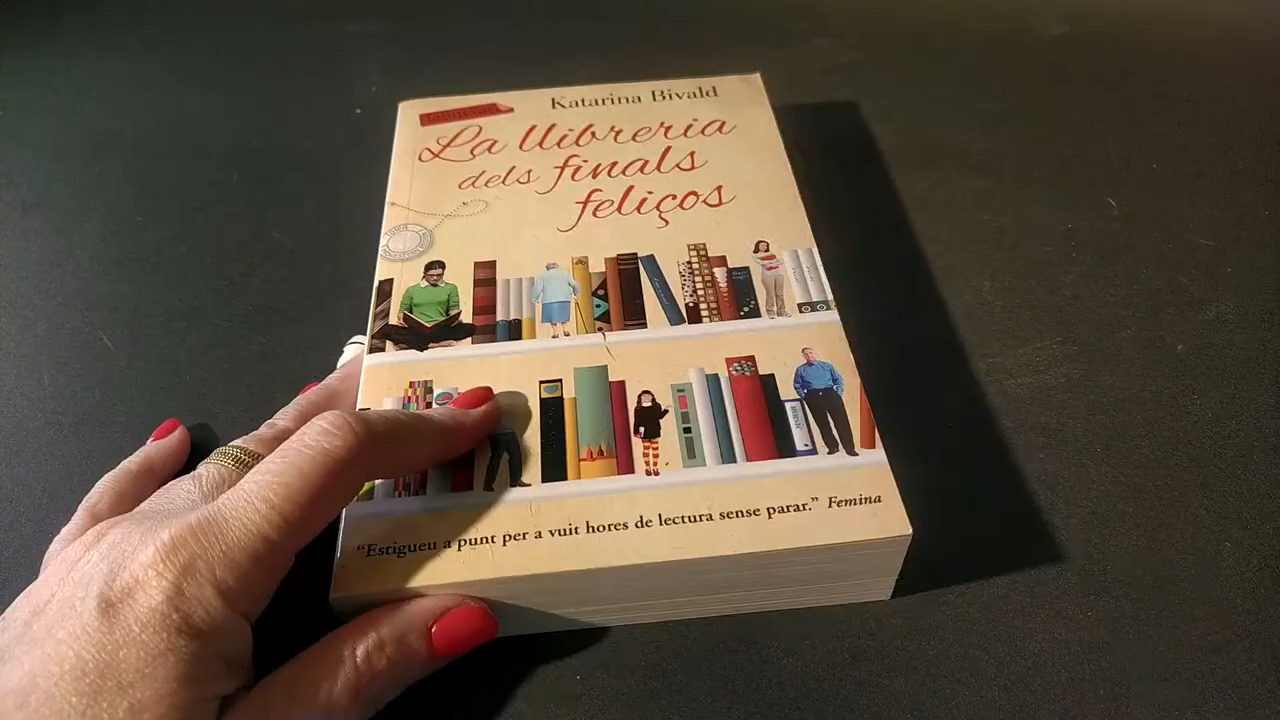 Katarina Bivald
La llibreria
dels finals
feliços
“Estigueu a punt per a vuit hores de lectura sense parar.” Femina